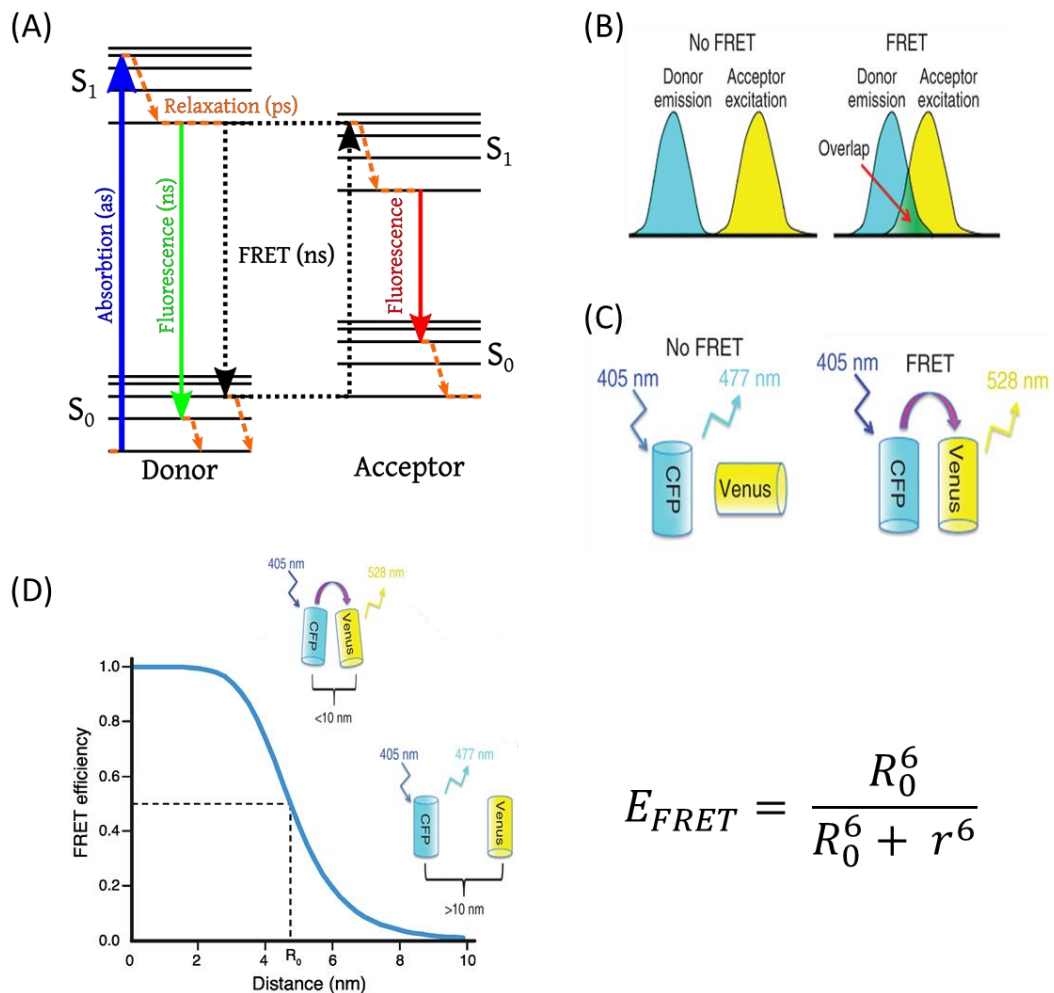 (A)
S1
Relaxation (ps)
S1
Absorbtion (as)
Fluorescence (ns)
FRET (ns)
Fluorescence
S0
S0
Donor
Acceptor
(B)
No FRET
FRET
Donor emission
Acceptor excitation
Donor emission
Acceptor excitation
Overlap
(C)
No FRET
FRET
405 nm
477 nm
405 nm
528 nm
CFP
Venus
CFP
Venus
(D)
405 nm
528 nm
CFP
Venus
<10 nm
405 nm
477 nm
CFP
Venus
>10 nm
FRET efficiency
1.0
0.8
0.6
0.4
0.2
0.0
0
2
4
R0
6
8
10
Distance (nm)
E_FRET = R_0^6 / (R_0^6 + r^6)